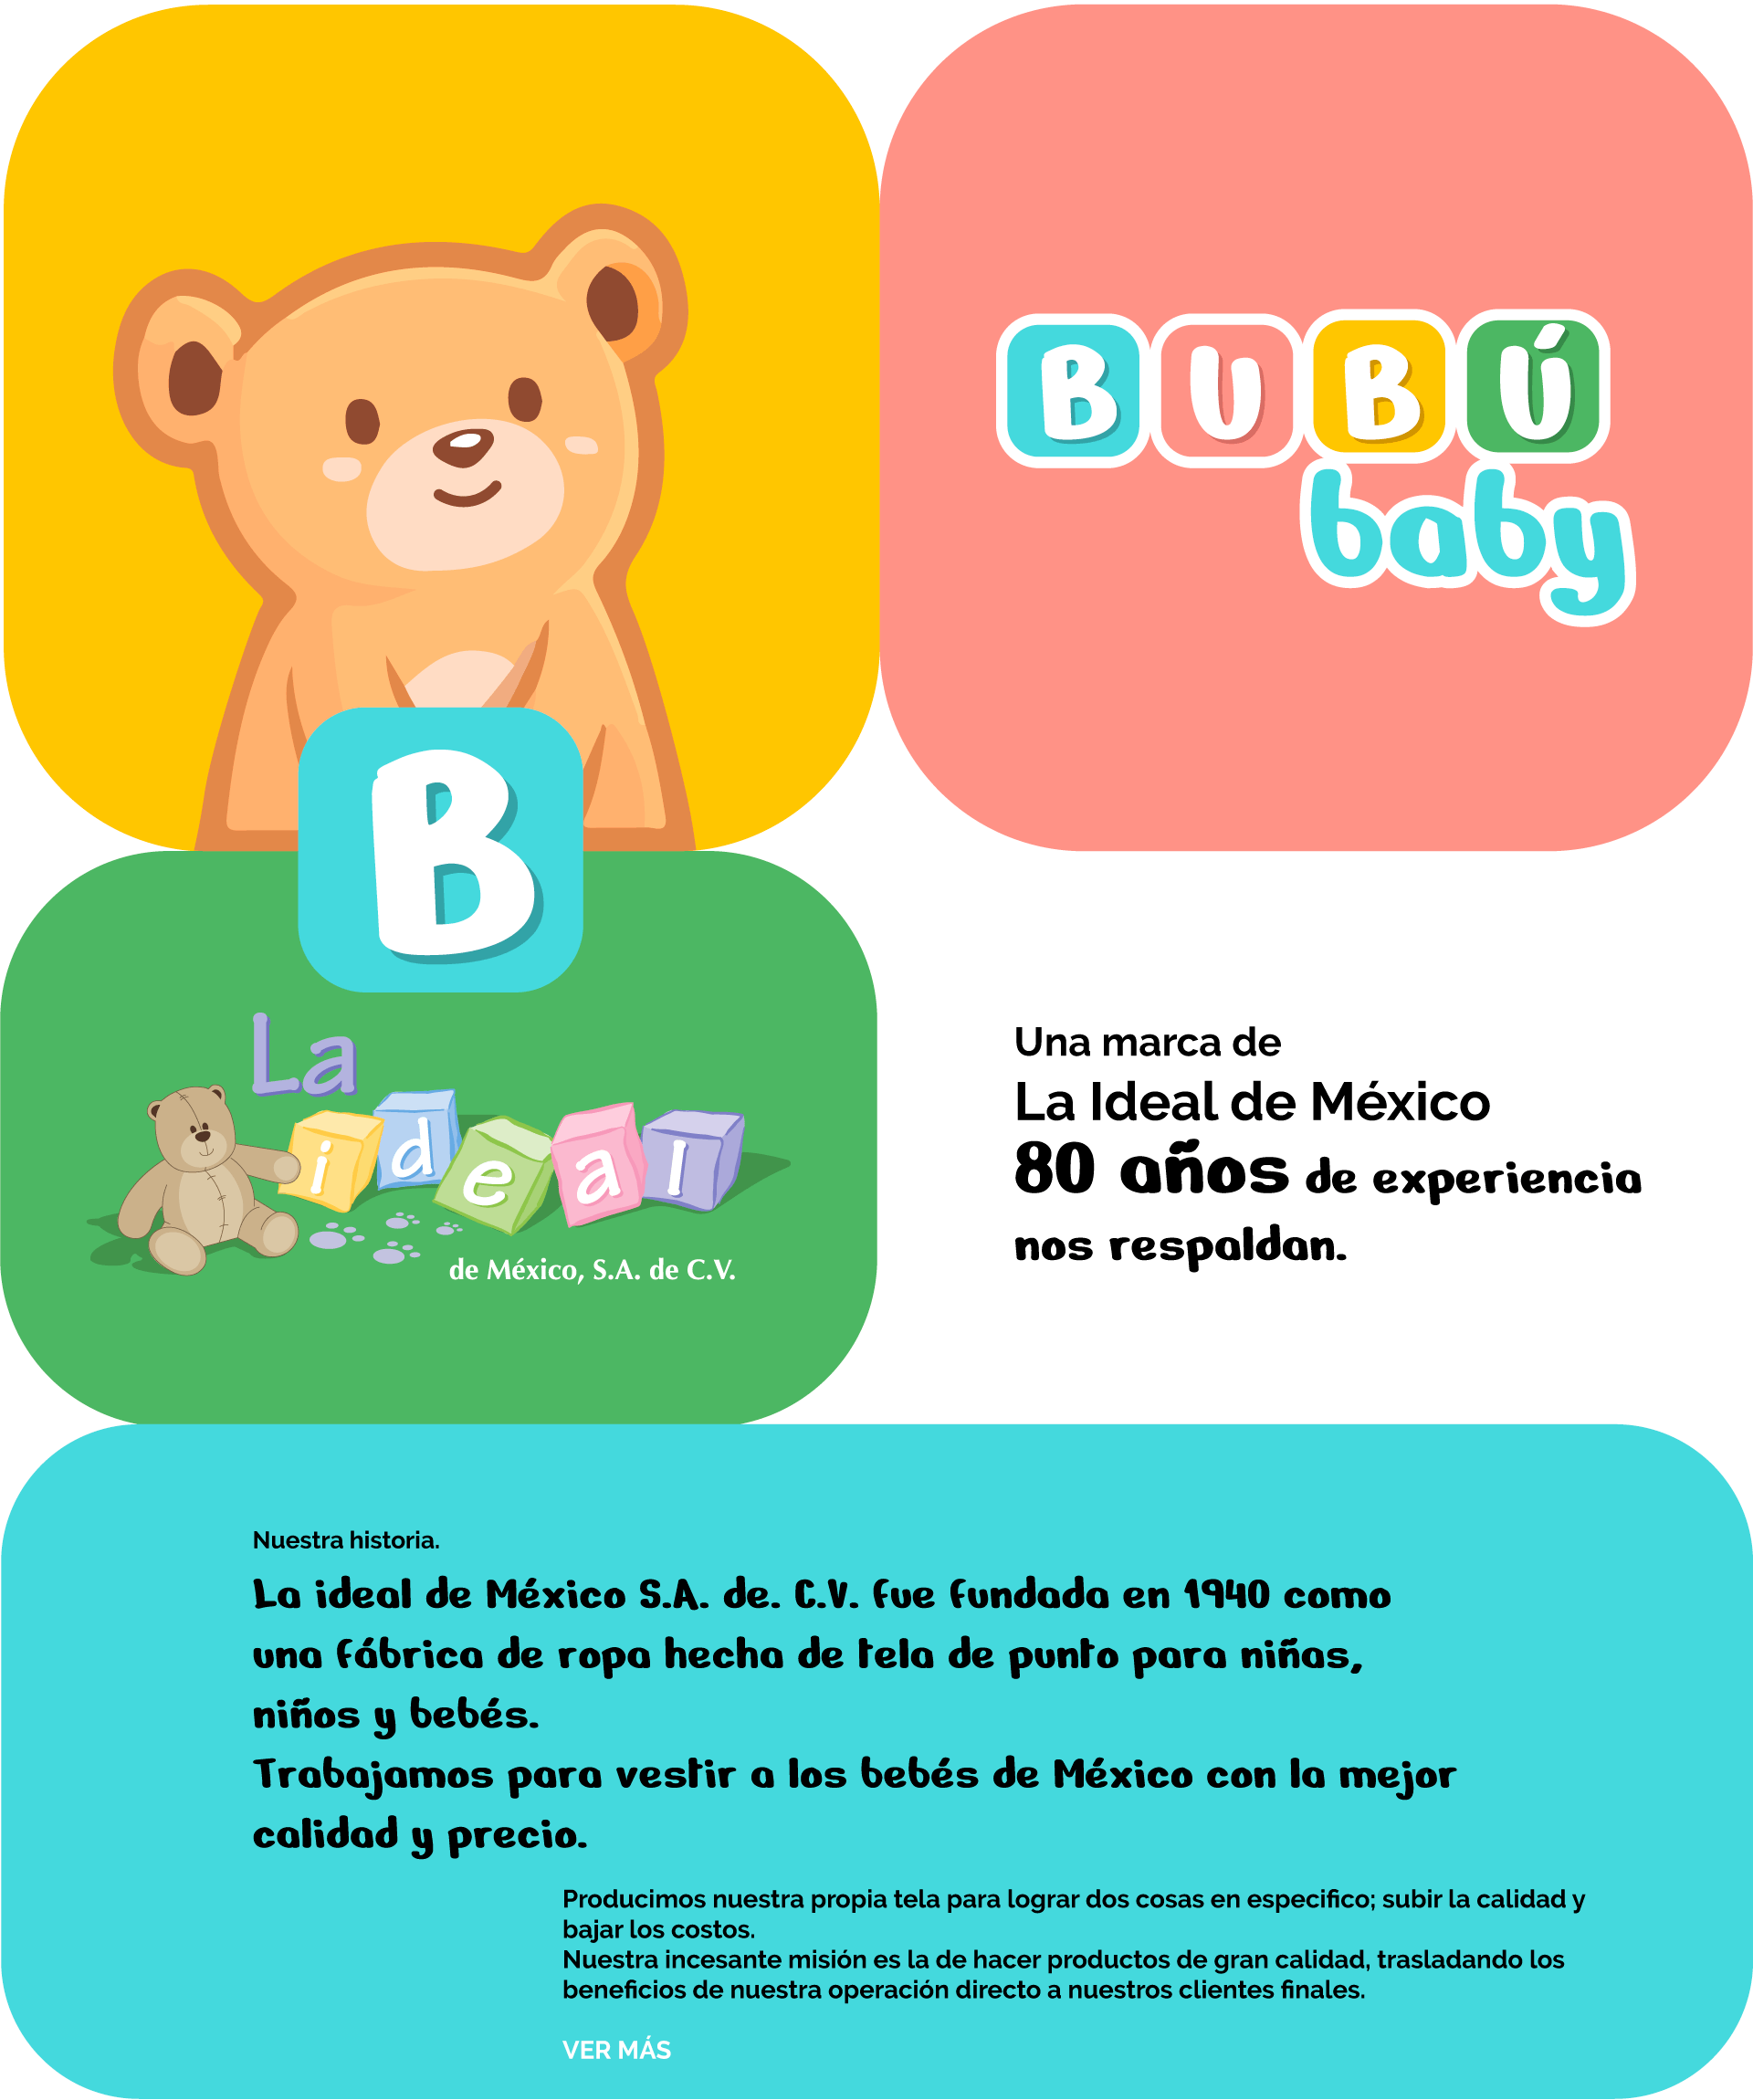 BUBÚ
baby
B
La
ideal
de México, S.A. de C.V.
Una marca de
La Ideal de México
80 años de experiencia
nos respaldan.
Nuestra historia.
La ideal de México S.A. de. C.V. fue fundada en 1940 como
una fábrica de ropa hecha de tela de punto para niñas,
niños y bebés.
Trabajamos para vestir a los bebés de México con la mejor
calidad y precio.
Producimos nuestra propia tela para lograr dos cosas en especifico; subir la calidad y
bajar los costos.
Nuestra incesante misión es la de hacer productos de gran calidad, trasladando los
beneficios de nuestra operación directo a nuestros clientes finales.
VER MÁS